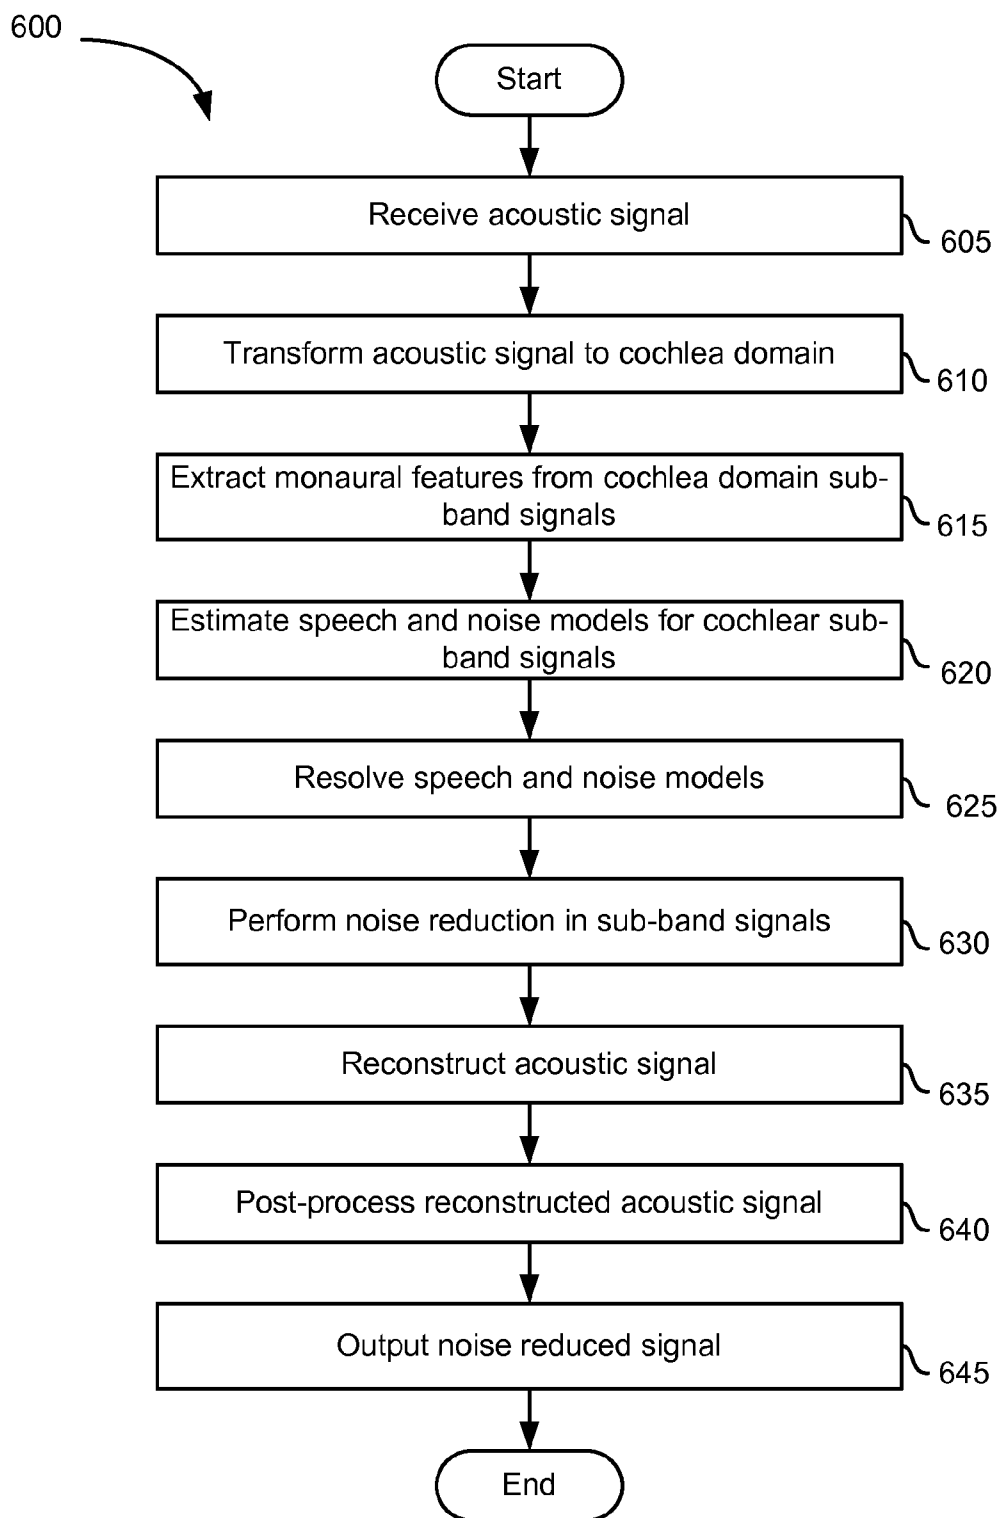 600
Start
Receive acoustic signal
605
Transform acoustic signal to cochlea domain
610
Extract monaural features from cochlea domain sub-
band signals
615
Estimate speech and noise models for cochlear sub-
band signals
620
Resolve speech and noise models
625
Perform noise reduction in sub-band signals
630
Reconstruct acoustic signal
635
Post-process reconstructed acoustic signal
640
Output noise reduced signal
645
End